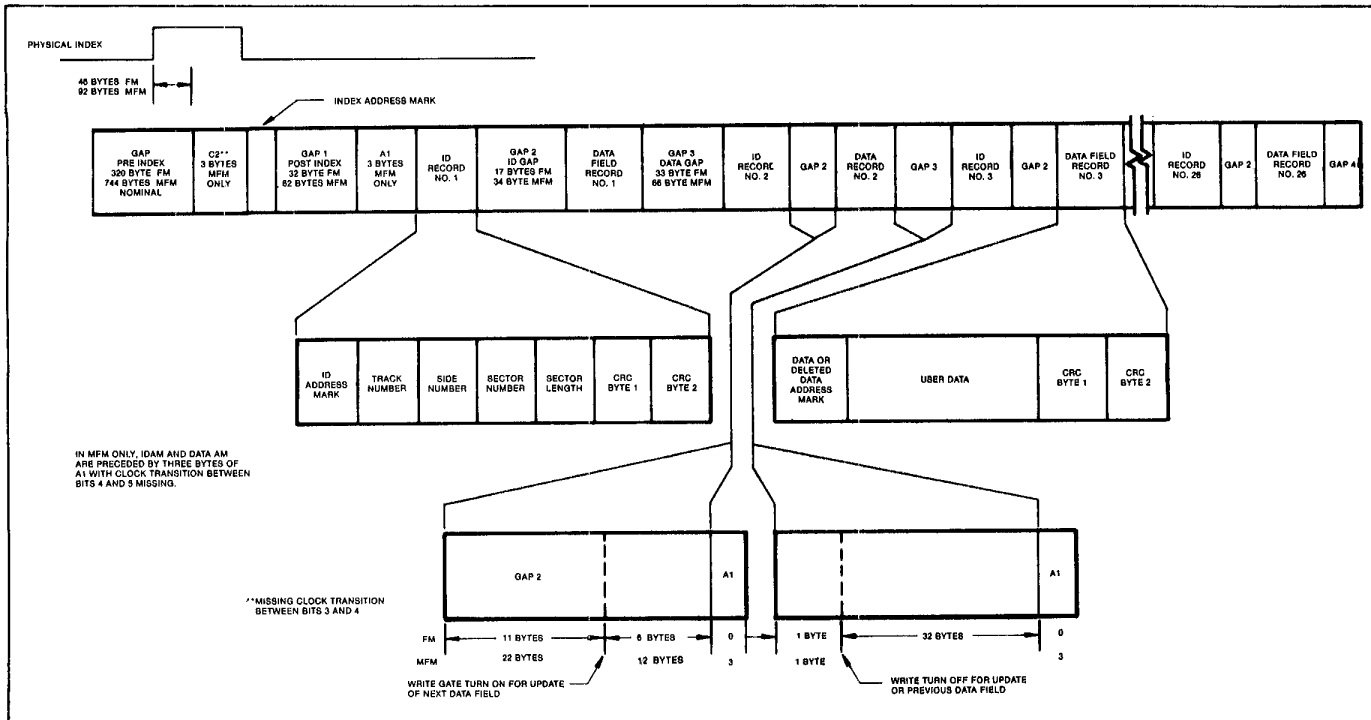 PHYSICAL INDEX
46 BYTES FM
92 BYTES MFM
INDEX ADDRESS MARK
GAP
PRE INDEX
320 BYTE FM
744 BYTES MFM
NOMINAL
C2**
3 BYTES
MFM
ONLY
GAP 1
POST INDEX
32 BYTE FM
62 BYTES MFM
A1
3 BYTES
MFM
ONLY
ID
RECORD
NO. 1
GAP 2
ID GAP
17 BYTES FM
34 BYTE MFM
DATA
FIELD
RECORD
NO. 1
GAP 3
DATA GAP
33 BYTE FM
66 BYTE MFM
ID
RECORD
NO. 2
GAP 2
DATA
RECORD
NO. 2
GAP 3
ID
RECORD
NO. 3
GAP 2
DATA FIELD
RECORD
NO. 3
ID
RECORD
NO. 26
GAP 2
DATA FIELD
RECORD
NO. 26
GAP 4
ID
ADDRESS
MARK
TRACK
NUMBER
SIDE
NUMBER
SECTOR
NUMBER
SECTOR
LENGTH
CRC
BYTE 1
CRC
BYTE 2
DATA OR
DELETED
DATA
ADDRESS
MARK
USER DATA
CRC
BYTE 1
CRC
BYTE 2
IN MFM ONLY, IDAM AND DATA AM
ARE PRECEDED BY THREE BYTES OF
A1 WITH CLOCK TRANSITION BETWEEN
BITS 4 AND 5 MISSING.
GAP 2
A1
A1
**MISSING CLOCK TRANSITION
BETWEEN BITS 3 AND 4
FM 11 BYTES 6 BYTES 0 1 BYTE 32 BYTES 0
MFM 22 BYTES 12 BYTES 3 1 BYTE 3
WRITE GATE TURN ON FOR UPDATE
OF NEXT DATA FIELD
WRITE TURN OFF FOR UPDATE
OR PREVIOUS DATA FIELD